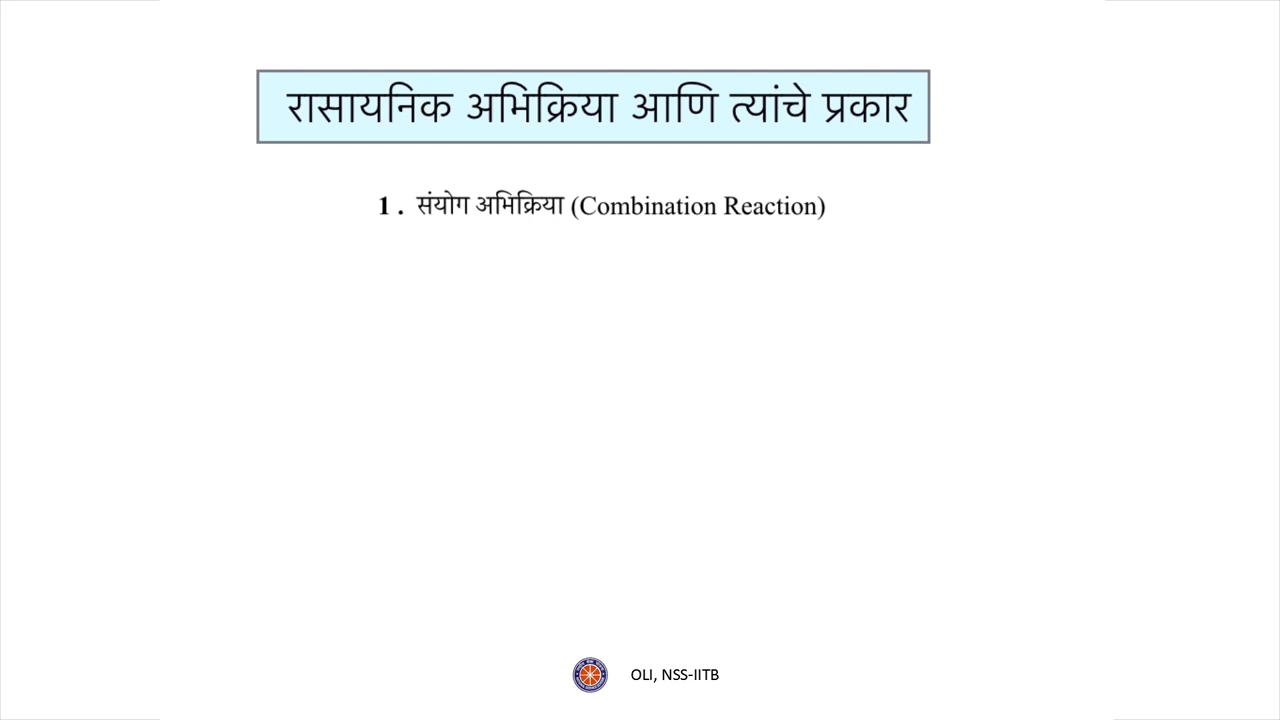 रासायनिक अभिक्रिया आणि त्यांचे प्रकार
1 . संयोग अभिक्रिया (Combination Reaction)
OLI, NSS-IITB